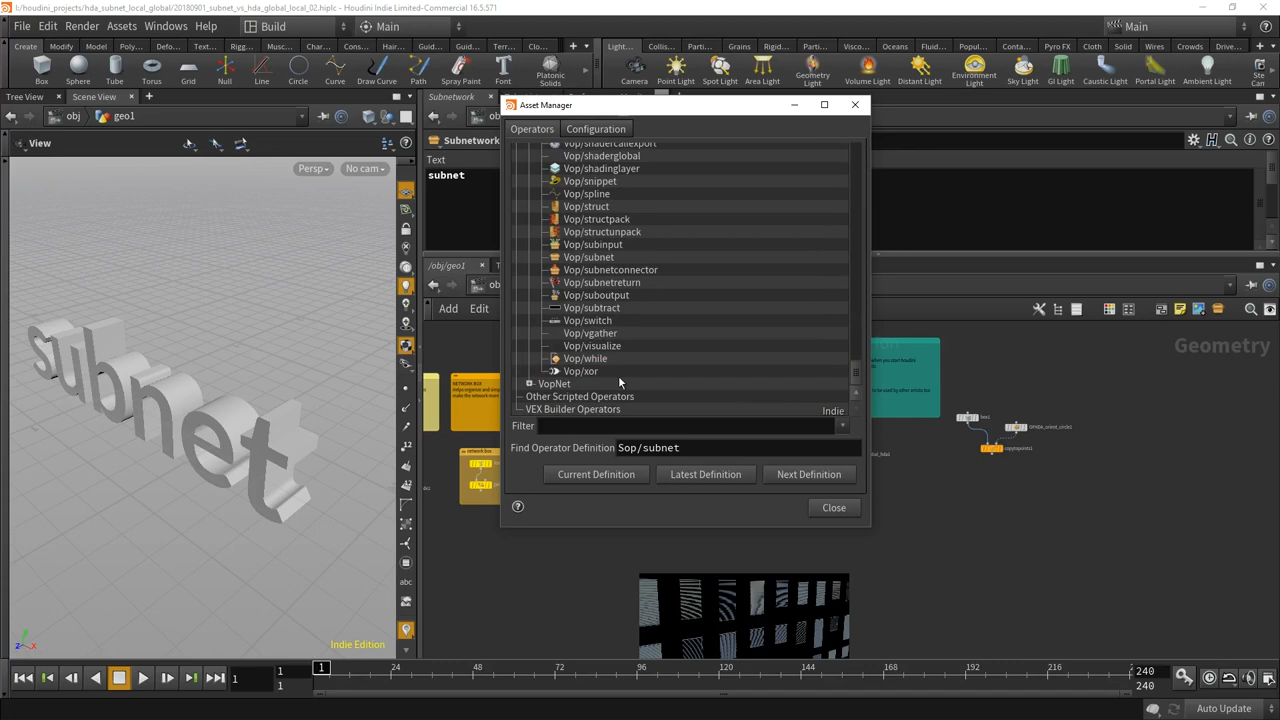 I:/houdini_projects/hda_subnet_local_global/20180901_subnet_vs_hda_global_local_02.hiplc - Houdini Indie Limited-Commercial 16.5.571
File Edit Render Assets Windows Help Build Main Main
Create Modify Model Poly... Defo... Text... Rigg... Musc... Char... Cons... Hair... Guid... Guid... Terr... Clo... Light... Collis... Parti... Grains Rigid... Parti... Visco... Oceans Fluid... Popul... Conta... Pyro FX Cloth Solid Wires Crowds Drive...
Box Sphere Tube Torus Grid Null Line Circle Curve Draw Curve Path Spray Paint Font Platonic Solids Camera Point Light Spot Light Area Light Geometry Light Volume Light Distant Light Environment Light Sky Light GI Light Caustic Light Portal Light Ambient Light
Tree View Scene View Subnetwork
obj geo1
View
Subnetwork
Persp No cam
Text
subnet
/obj/geo1
Add Edit
Asset Manager
Operators Configuration
Vop/shadercallexport
Vop/shaderglobal
Vop/shadinglayer
Vop/snippet
Vop/spline
Vop/struct
Vop/structpack
Vop/structunpack
Vop/subinput
Vop/subnet
Vop/subnetconnector
Vop/subnetreturn
Vop/suboutput
Vop/subtract
Vop/switch
Vop/vgather
Vop/visualize
Vop/while
Vop/xor
VopNet
Other Scripted Operators
VEX Builder Operators Indie
Filter
Find Operator Definition Sop/subnet
Current Definition Latest Definition Next Definition
Close
Geometry
subnet
NETWORK BOX
box1
copytopoints1
abc
Indie Edition
1 1 1 24 48 72 96 120 144 168 192 216 240 240
Auto Update